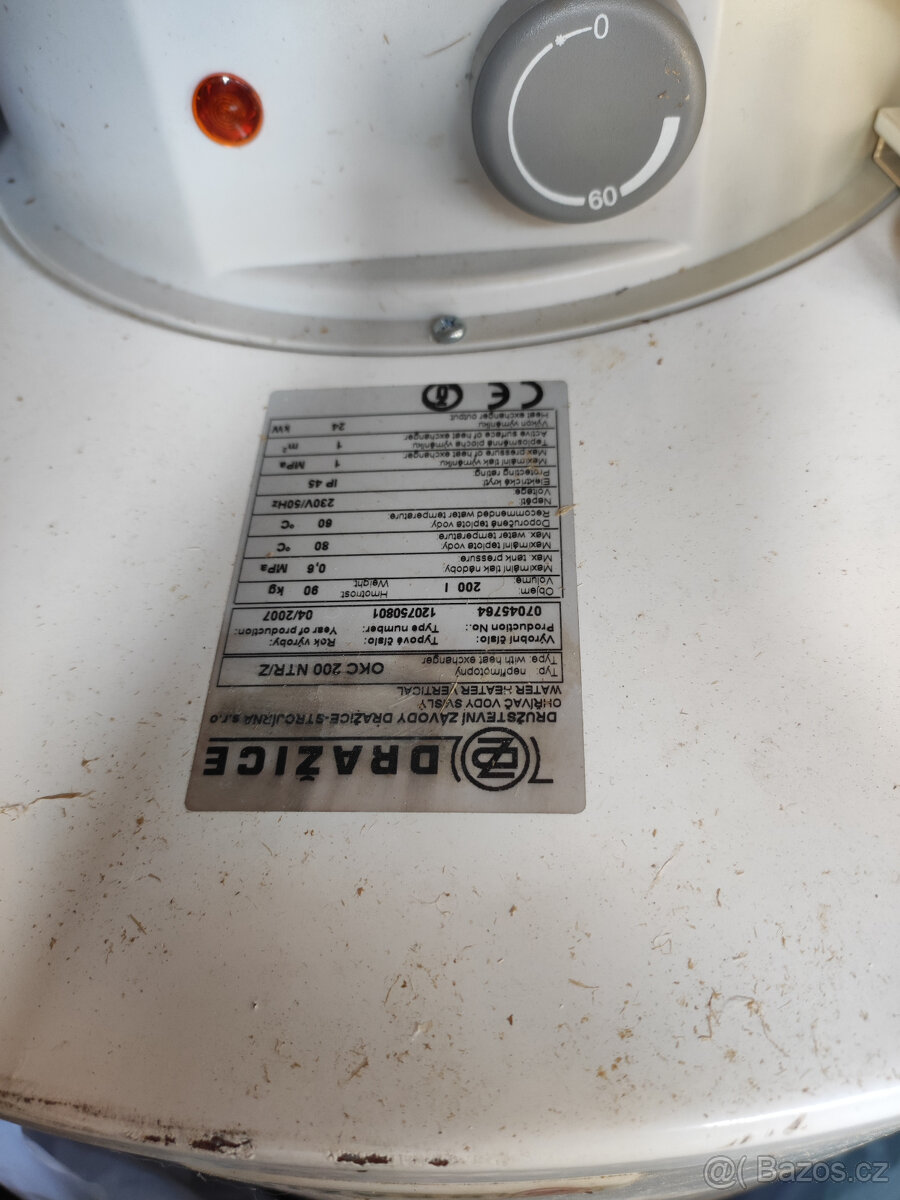 0
60
DRAŽICE
DRUŽSTEVNÍ ZÁVODY DRAŽICE-STROJÍRNA s.r.o
OHŘÍVAČ VODY SVISLÝ
WATER HEATER VERTICAL
Typ: nepřímotopný OKC 200 NTR/Z
Type: with heat exchanger
Výrobní číslo: Typové číslo: Rok výroby:
Production No.: Type number: Year of production:
07045764 120750801 04/2007
Objem: 200 l Hmotnost 90 kg
Volume: Weight
Maximální tlak nádoby 0,6 MPa
Max. tank pressure
Maximální teplota vody 80 °C
Max. water temperature:
Doporučená teplota vody 60 °C
Recommended water temperature:
Napětí: 230V/50Hz
Voltage:
Elektrické krytí: IP 45
Protecting rating:
Maximální tlak výměníku 1 MPa
Max pressure of heat exchanger
Teplosměnná plocha výměníku 1 m²
Active surface of heat exchanger
Výkon výměníku 24 kW
Heat exchanger output
CE
@( Bazos.cz